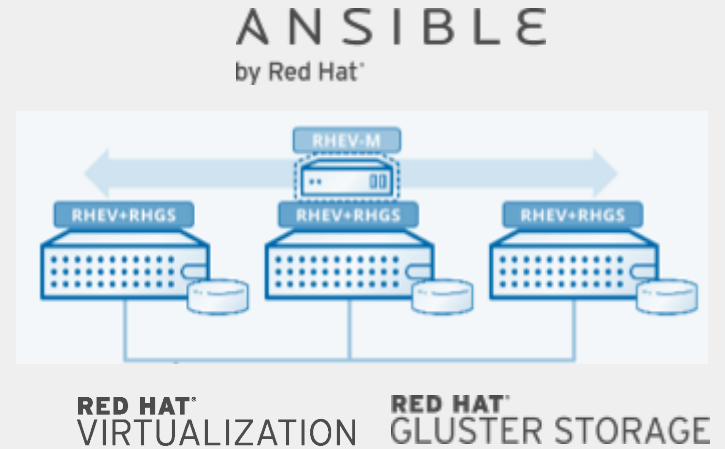 ANSIBLE
by Red Hat®
RHEV-M
RHEV+RHGS RHEV+RHGS RHEV+RHGS
RED HAT® RED HAT®
VIRTUALIZATION GLUSTER STORAGE